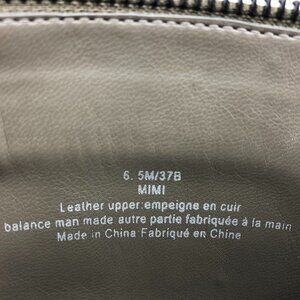 6.5M/37B
MIMI
Leather upper:empeigne en cuir
balance man made autre partie fabriquée à la main
Made in China Fabriqué en Chine